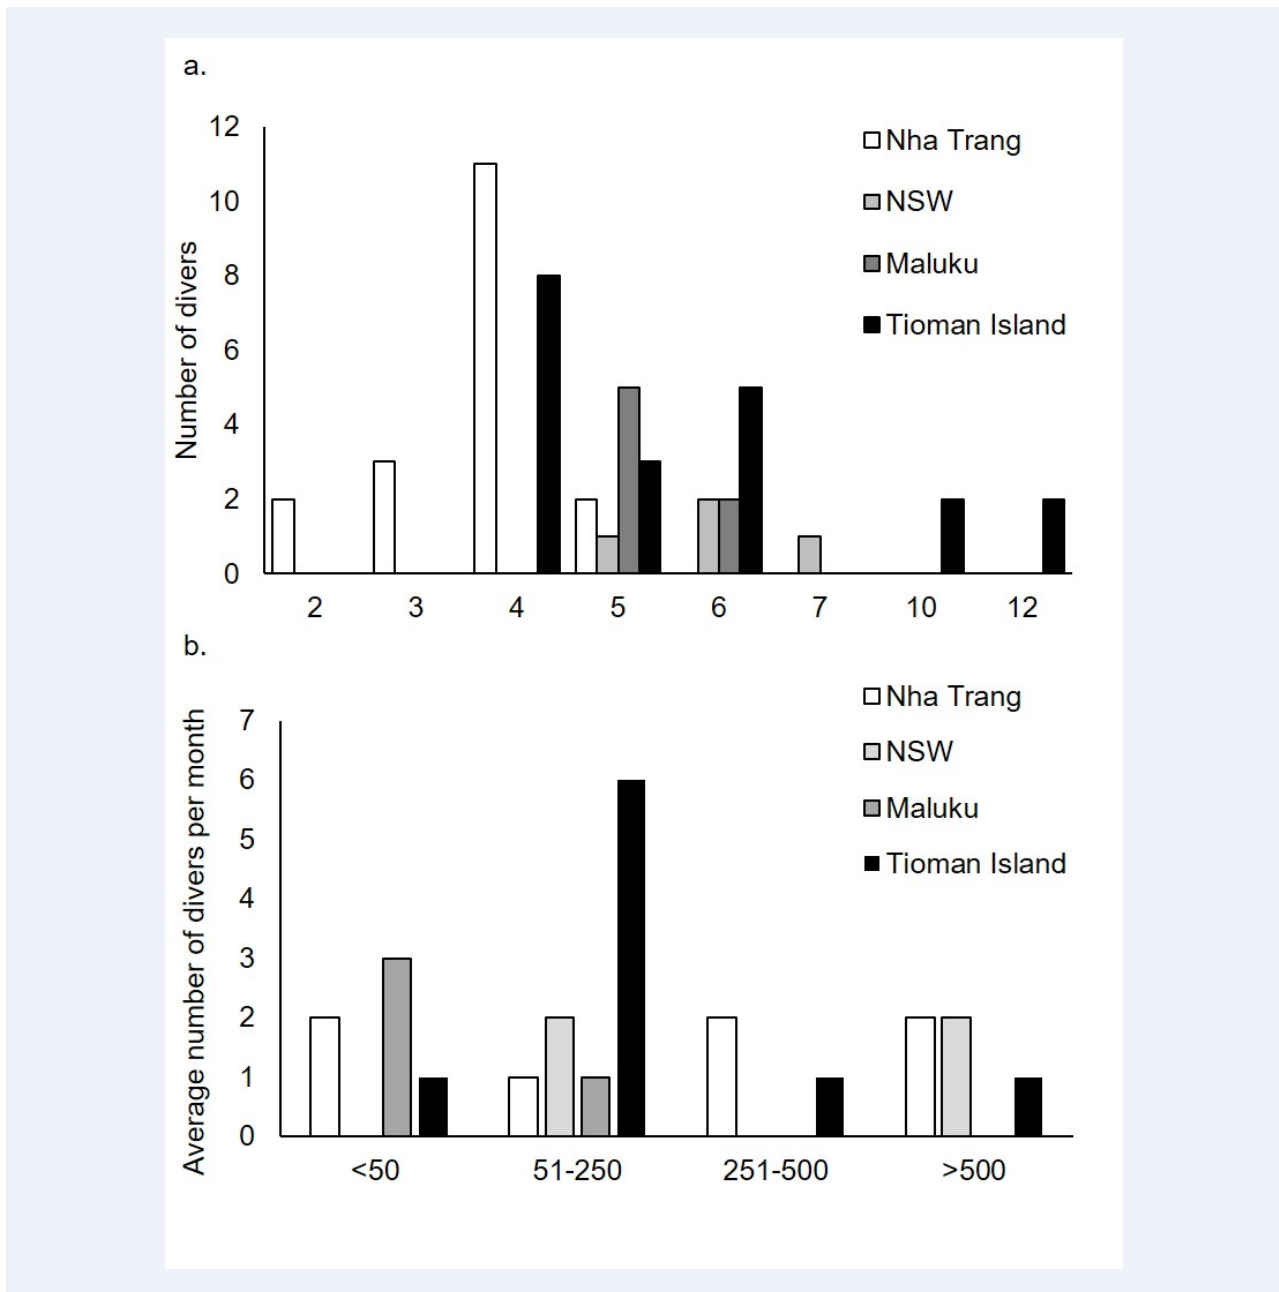 a.
12
10
8
6
4
2
0
Number of divers
Nha Trang
NSW
Maluku
Tioman Island
2 3 4 5 6 7 10 12
b.
7
6
5
4
3
2
1
0
Average number of divers per month
Nha Trang
NSW
Maluku
Tioman Island
<50 51-250 251-500 >500